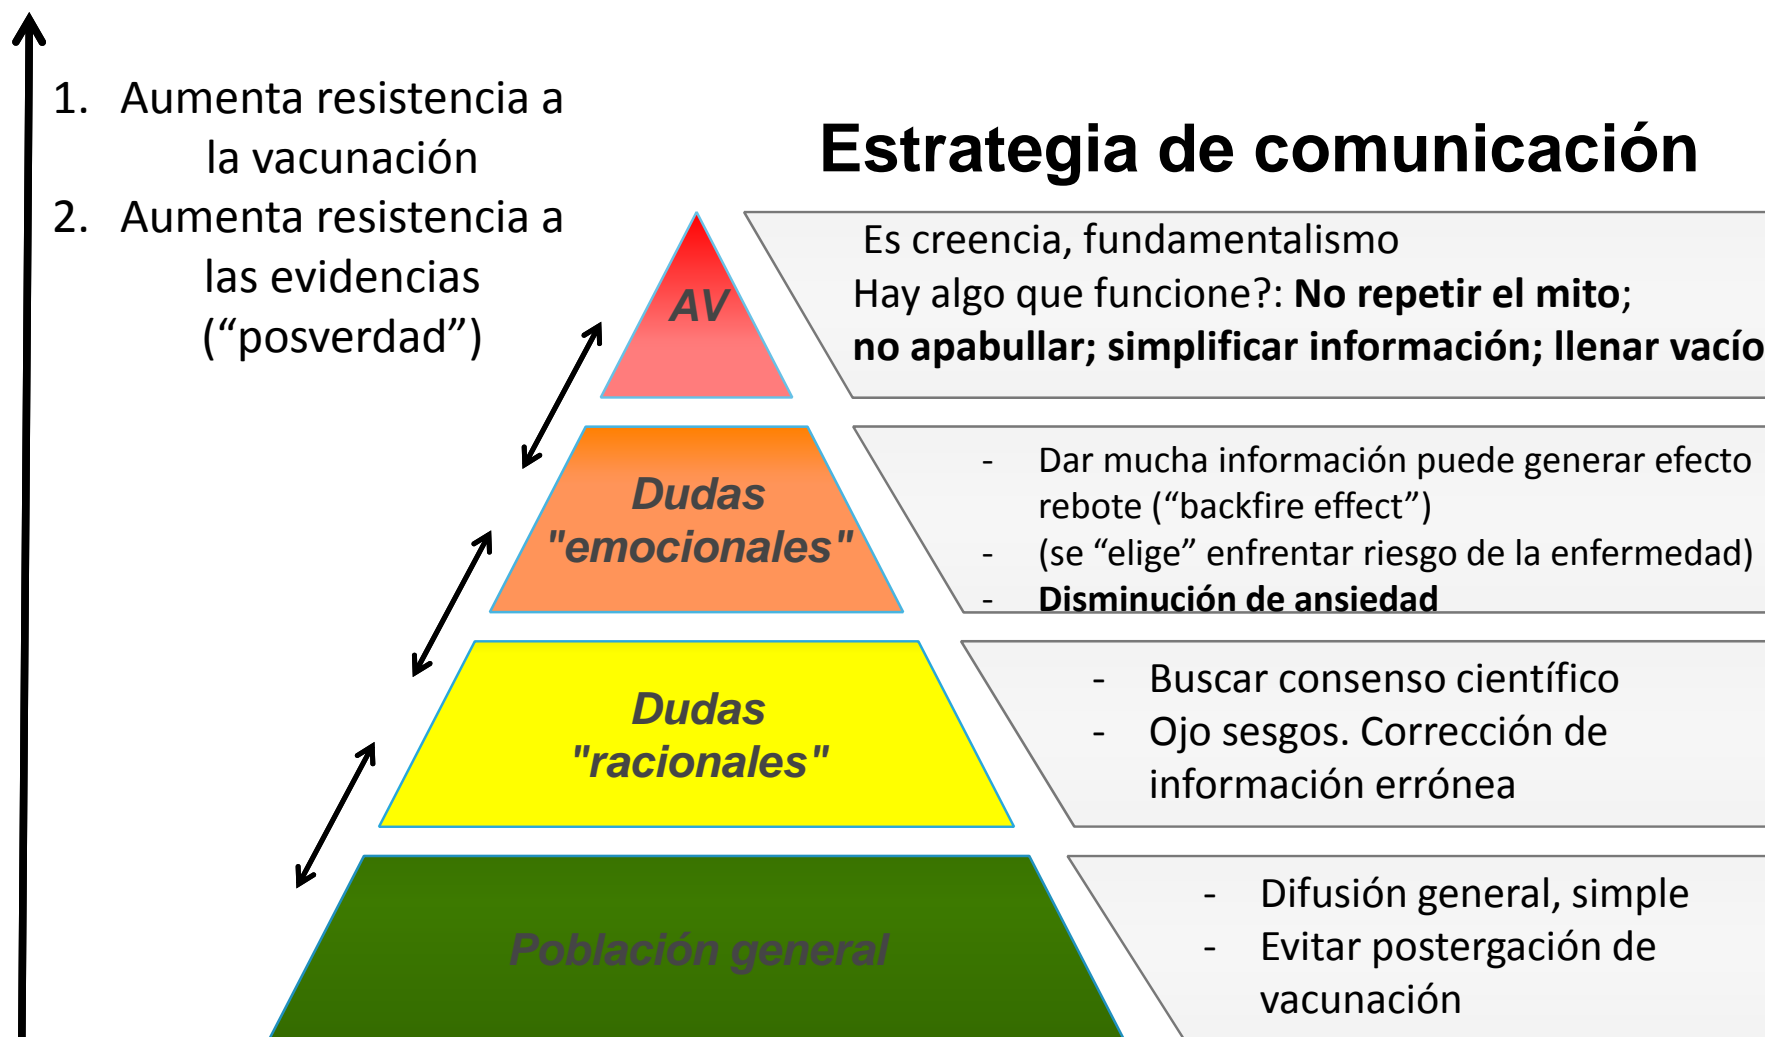 1. Aumenta resistencia a
la vacunación
2. Aumenta resistencia a
las evidencias
(“posverdad”)
Estrategia de comunicación
AV
Es creencia, fundamentalismo
Hay algo que funcione?: No repetir el mito;
no apabullar; simplificar información; llenar vacío
Dudas
"emocionales"
- Dar mucha información puede generar efecto
rebote (“backfire effect”)
- (se “elige” enfrentar riesgo de la enfermedad)
- Disminución de ansiedad
Dudas
"racionales"
- Buscar consenso científico
- Ojo sesgos. Corrección de
información errónea
Población general
- Difusión general, simple
- Evitar postergación de
vacunación